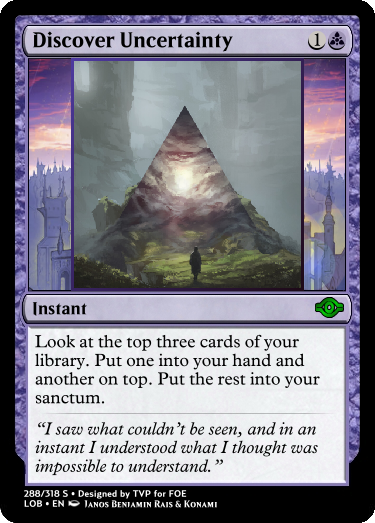 Discover Uncertainty 1
Instant
Look at the top three cards of your
library. Put one into your hand and
another on top. Put the rest into your
sanctum.
“I saw what couldn’t be seen, and in an
instant I understood what I thought was
impossible to understand.”
288/318 S • Designed by TVP for FOE
LOB • EN Janos Benjamin Rais & Konami